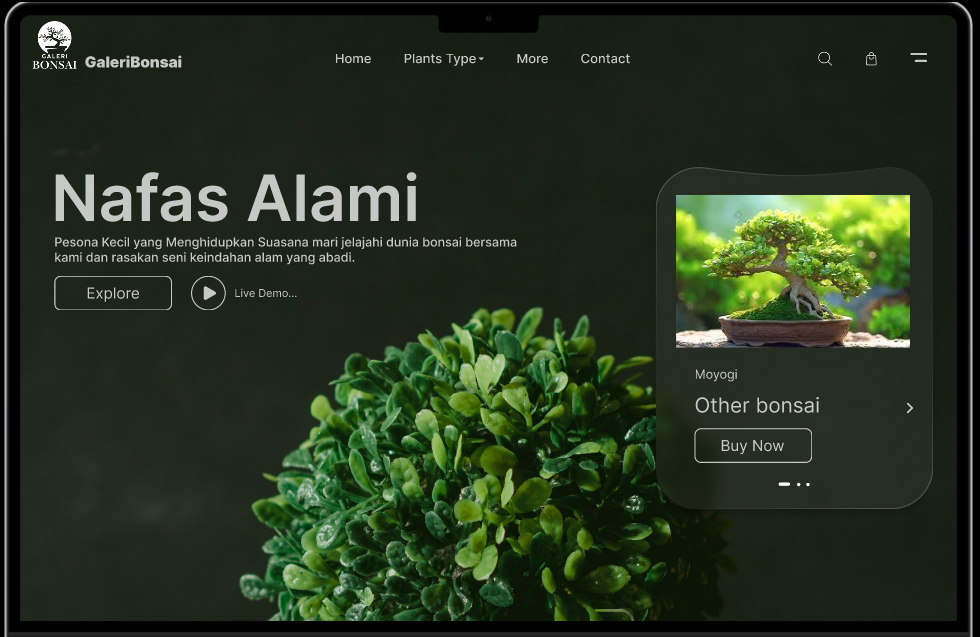 GALERI
BONSAI
GaleriBonsai
Home
Plants Type
More
Contact
Nafas Alami
Pesona Kecil yang Menghidupkan Suasana mari jelajahi dunia bonsai bersama
kami dan rasakan seni keindahan alam yang abadi.
Explore
Live Demo...
Moyogi
Other bonsai
Buy Now